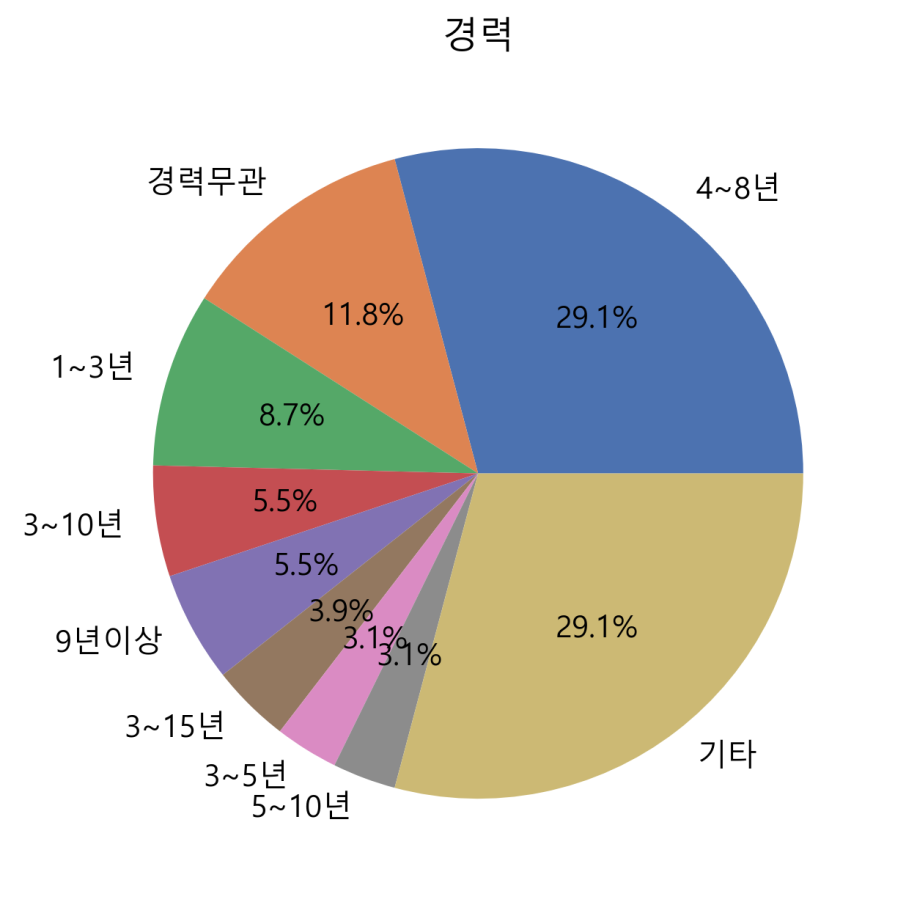 경력
4~8년
29.1%
경력무관
11.8%
1~3년
8.7%
3~10년
5.5%
9년이상
5.5%
3~15년
3.9%
3~5년
3.1%
5~10년
3.1%
기타
29.1%